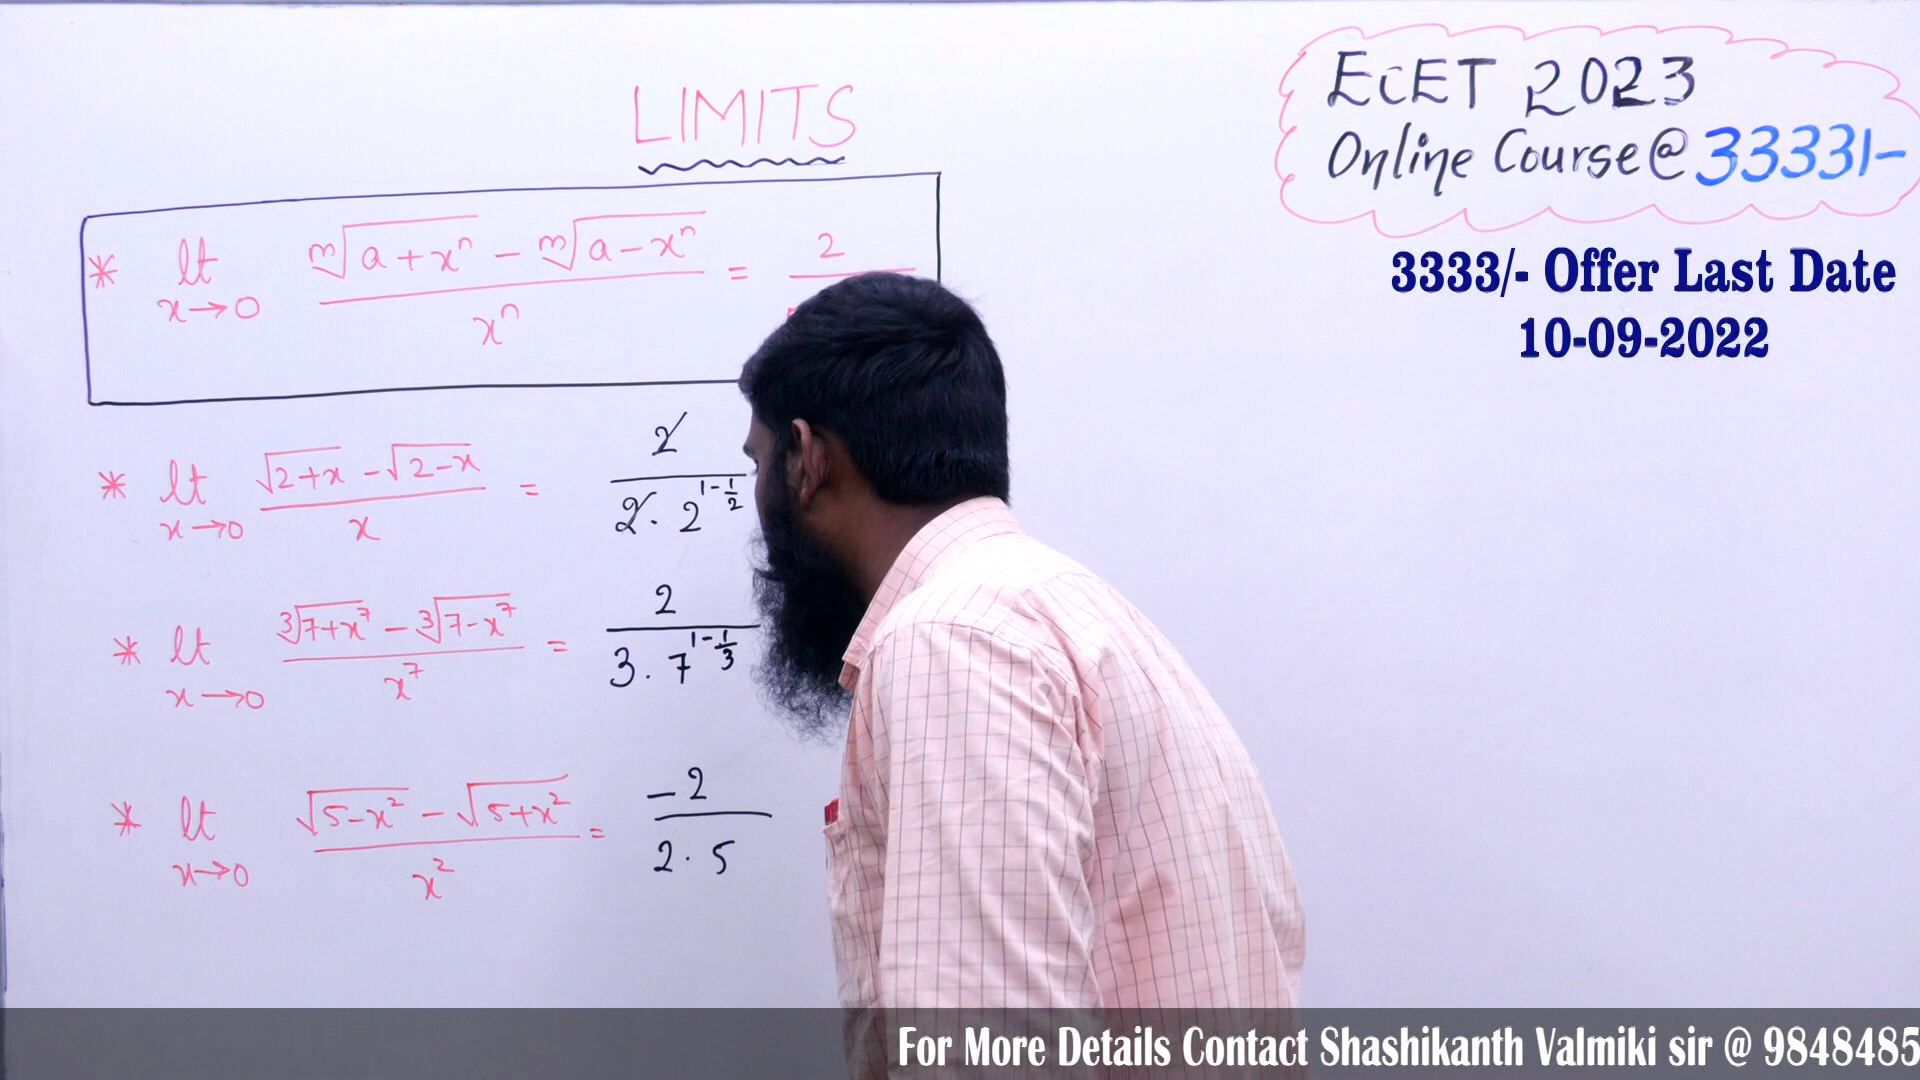 LIMITS
ECET 2023
Online Course @ 3333/-
3333/- Offer Last Date
10-09-2022
* lt x→0 (ᵐ√(a+xⁿ) - ᵐ√(a-xⁿ)) / xⁿ = 2
* lt x→0 (√(2+x) - √(2-x)) / x = 2 / (2 . 2^(1-1/2))
* lt x→0 (³√(7+x⁷) - ³√(7-x⁷)) / x⁷ = 2 / (3 . 7^(1-1/3))
* lt x→0 (√(5-x²) - √(5+x²)) / x² = -2 / (2 . 5)
For More Details Contact Shashikanth Valmiki sir @ 9848485